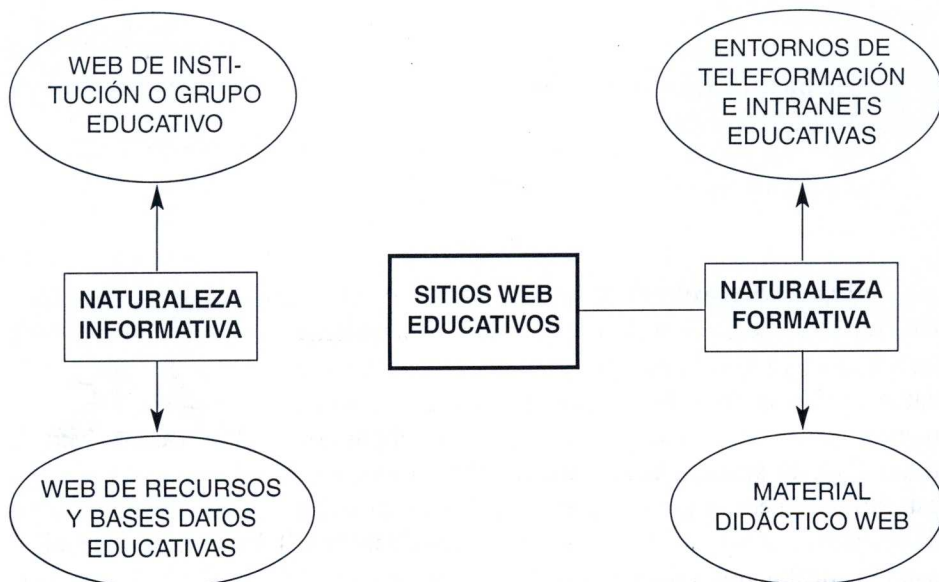 WEB DE INSTI-
TUCIÓN O GRUPO
EDUCATIVO
ENTORNOS DE
TELEFORMACIÓN
E INTRANETS
EDUCATIVAS
NATURALEZA
INFORMATIVA
SITIOS WEB
EDUCATIVOS
NATURALEZA
FORMATIVA
WEB DE RECURSOS
Y BASES DATOS
EDUCATIVAS
MATERIAL
DIDÁCTICO WEB